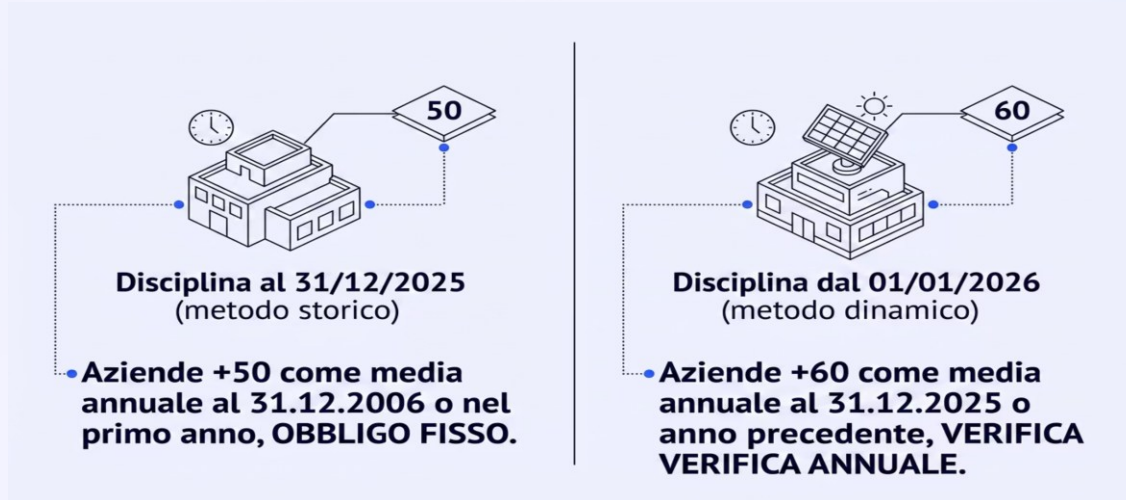 50
Disciplina al 31/12/2025
(metodo storico)
Aziende +50 come media
annuale al 31.12.2006 o nel
primo anno, OBBLIGO FISSO.
60
Disciplina dal 01/01/2026
(metodo dinamico)
Aziende +60 come media
annuale al 31.12.2025 o
anno precedente, VERIFICA
VERIFICA ANNUALE.